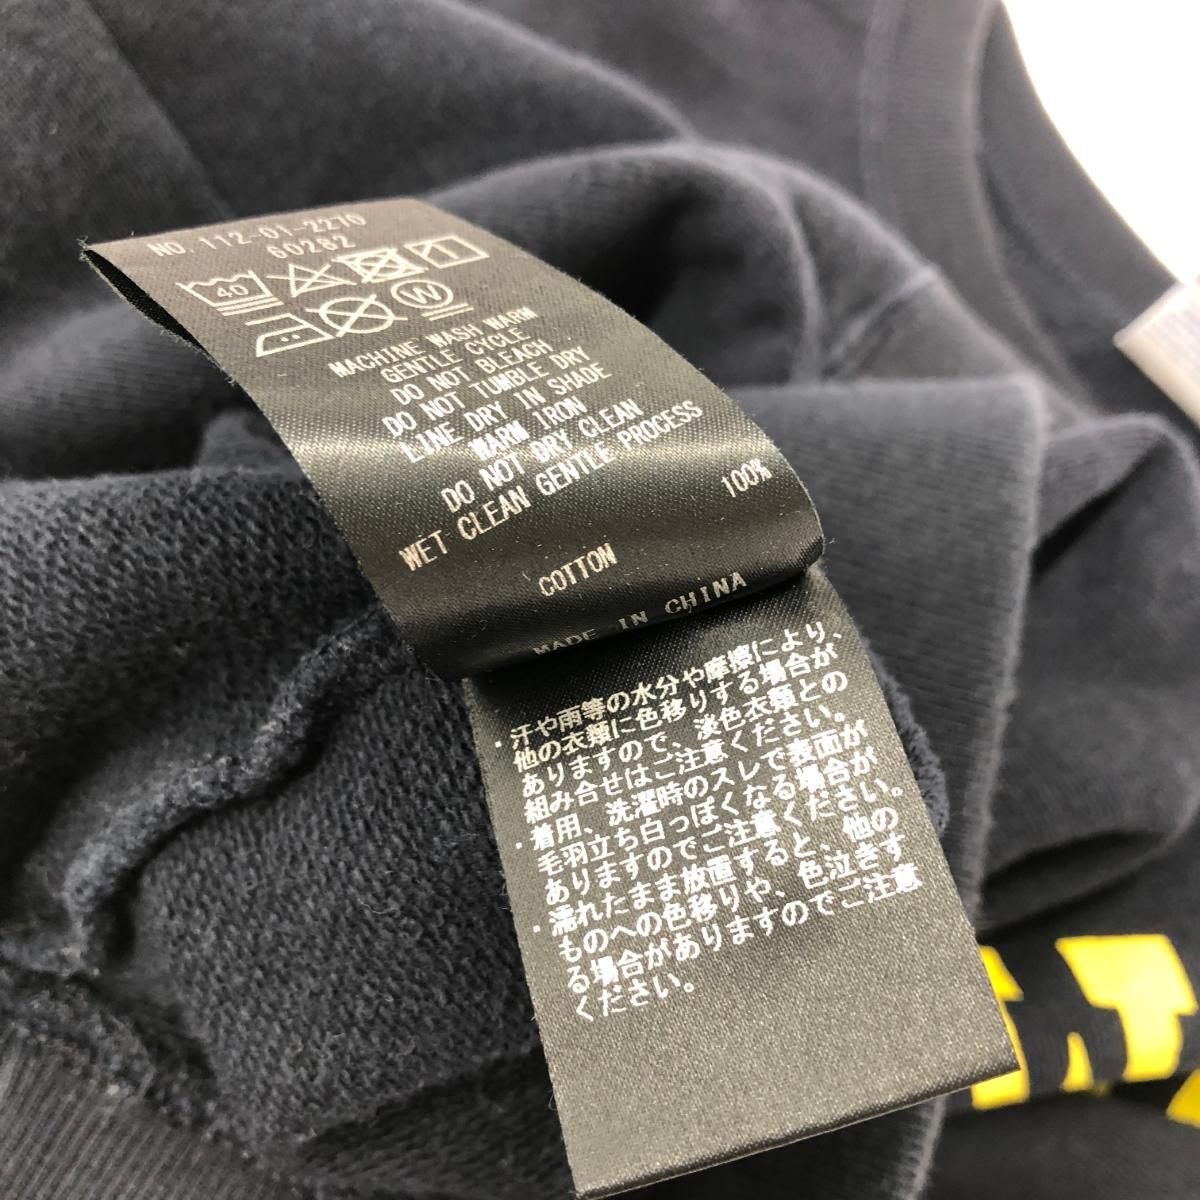 NO. 112-01-2270
60282
40
W
MACHINE WASH WARM
GENTLE CYCLE
DO NOT BLEACH
DO NOT TUMBLE DRY
LINE DRY IN SHADE
WARM IRON
DO NOT DRY CLEAN
WET CLEAN GENTLE PROCESS
100%
COTTON
MADE IN CHINA
・汗や雨等の水分や摩擦により、
他の衣類に色移りする場合が
ありますので、淡色衣類との
組み合せはご注意ください。
・着用、洗濯時のスレで表面が
毛羽立ち白っぽくなる場合が
ありますのでご注意ください。
・濡れたまま放置すると、他の
ものへの色移りや、色泣きす
る場合がありますのでご注意
ください。